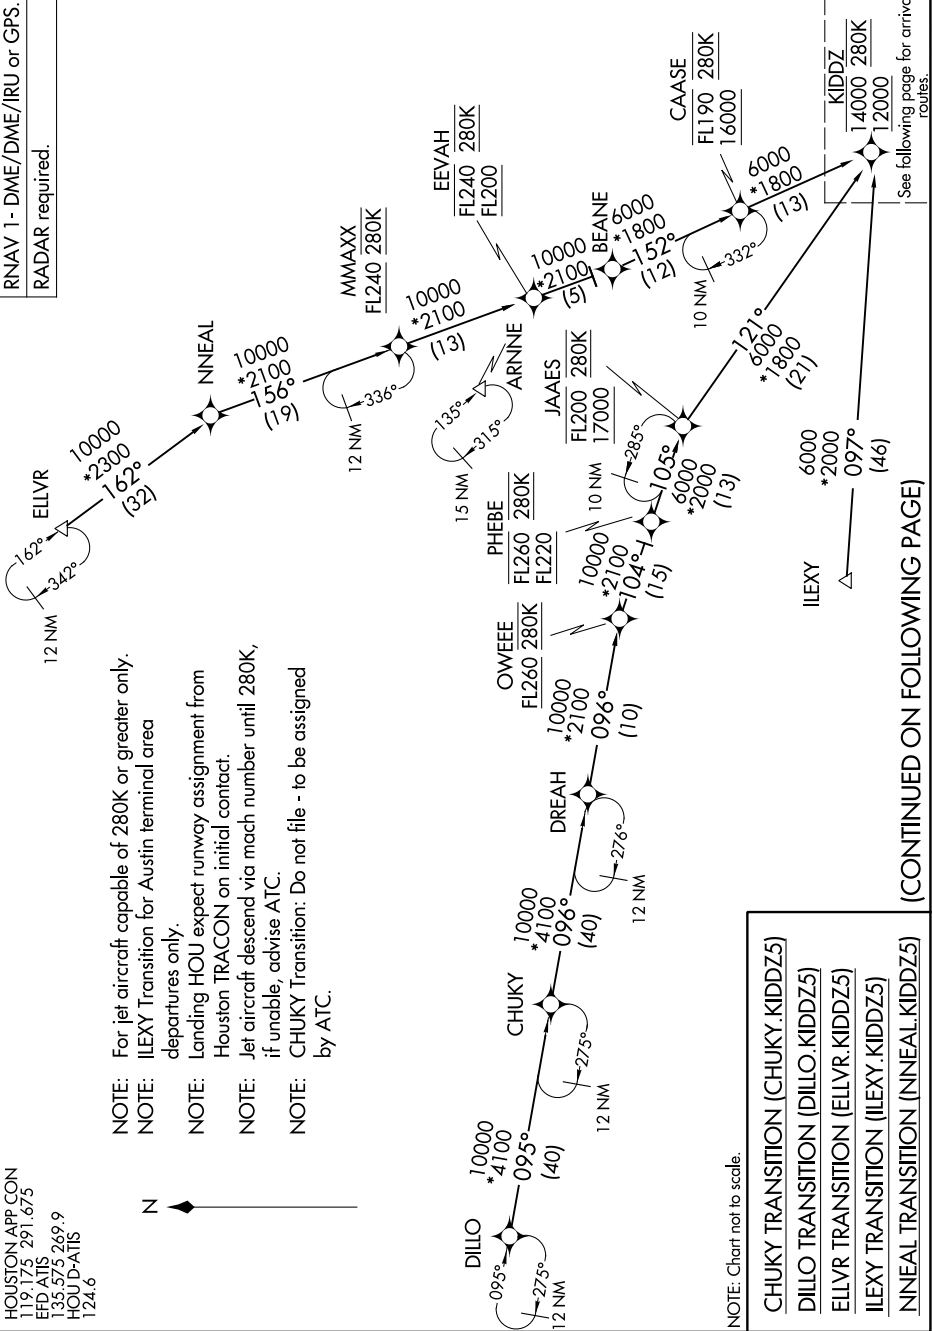 HOUSTON APP CON
119.175 291.675
EFD ATIS
135.575 269.9
HOU D-ATIS
124.6
RNAV 1 - DME/DME/IRU or GPS.
RADAR required.
NOTE: For jet aircraft capable of 280K or greater only.
NOTE: ILEXY Transition for Austin terminal area
departures only.
NOTE: Landing HOU expect runway assignment from
Houston TRACON on initial contact.
NOTE: Jet aircraft descend via mach number until 280K,
if unable, advise ATC.
NOTE: CHUKY Transition: Do not file - to be assigned
by ATC.
N
ELLVR
162°
342°
12 NM
10000
*2300
162°
(32)
NNEAL
10000
*2100
156°
(19)
MMAXX
FL240 280K
336°
12 NM
10000
*2100
(13)
EEVAH
FL240 280K
FL200
10000
*2100
(5)
ARNNE
135°
315°
15 NM
BEANE
6000
*1800
152°
(12)
CAASE
FL190 280K
16000
332°
10 NM
6000
*1800
(13)
KIDDZ
14000 280K
12000
See following page for arrival
routes.
DILLO
095°
275°
12 NM
10000
*4100
095°
(40)
CHUKY
275°
12 NM
10000
*4100
096°
(40)
DREAH
276°
12 NM
10000
*2100
096°
(10)
OWEEE
FL260 280K
10000
*2100
104°
(15)
PHEBE
FL260 280K
FL220
105°
6000
*2000
(13)
JAAES
FL200 280K
17000
285°
10 NM
121°
6000
*1800
(21)
ILEXY
6000
*2000
097°
(46)
(CONTINUED ON FOLLOWING PAGE)
NOTE: Chart not to scale.
CHUKY TRANSITION (CHUKY.KIDDZ5)
DILLO TRANSITION (DILLO.KIDDZ5)
ELLVR TRANSITION (ELLVR.KIDDZ5)
ILEXY TRANSITION (ILEXY.KIDDZ5)
NNEAL TRANSITION (NNEAL.KIDDZ5)